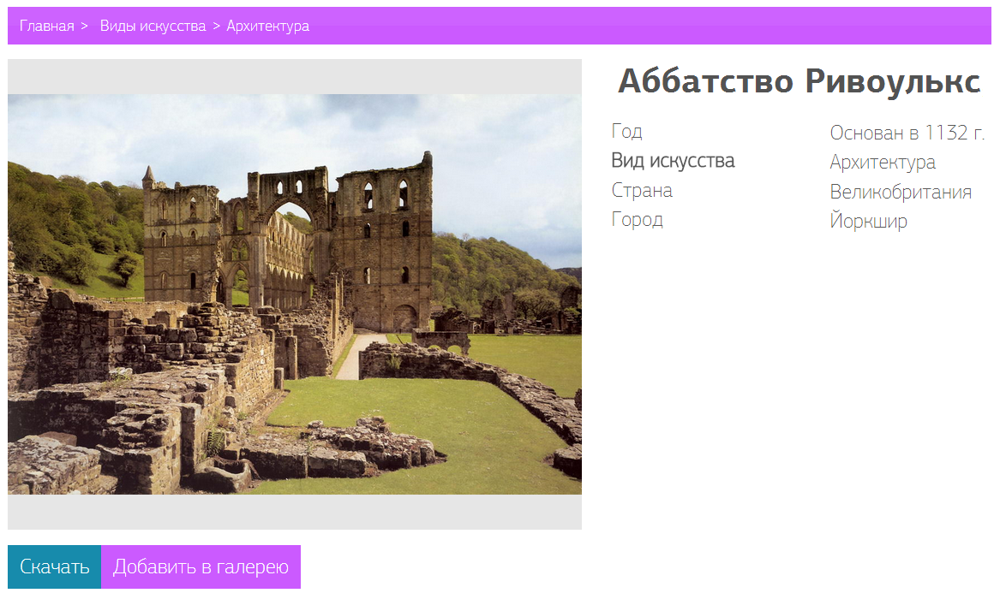 Главная > Виды искусства > Архитектура
Аббатство Ривоулькс
Год Основан в 1132 г.
Вид искусства Архитектура
Страна Великобритания
Город Йоркшир
Скачать Добавить в галерею